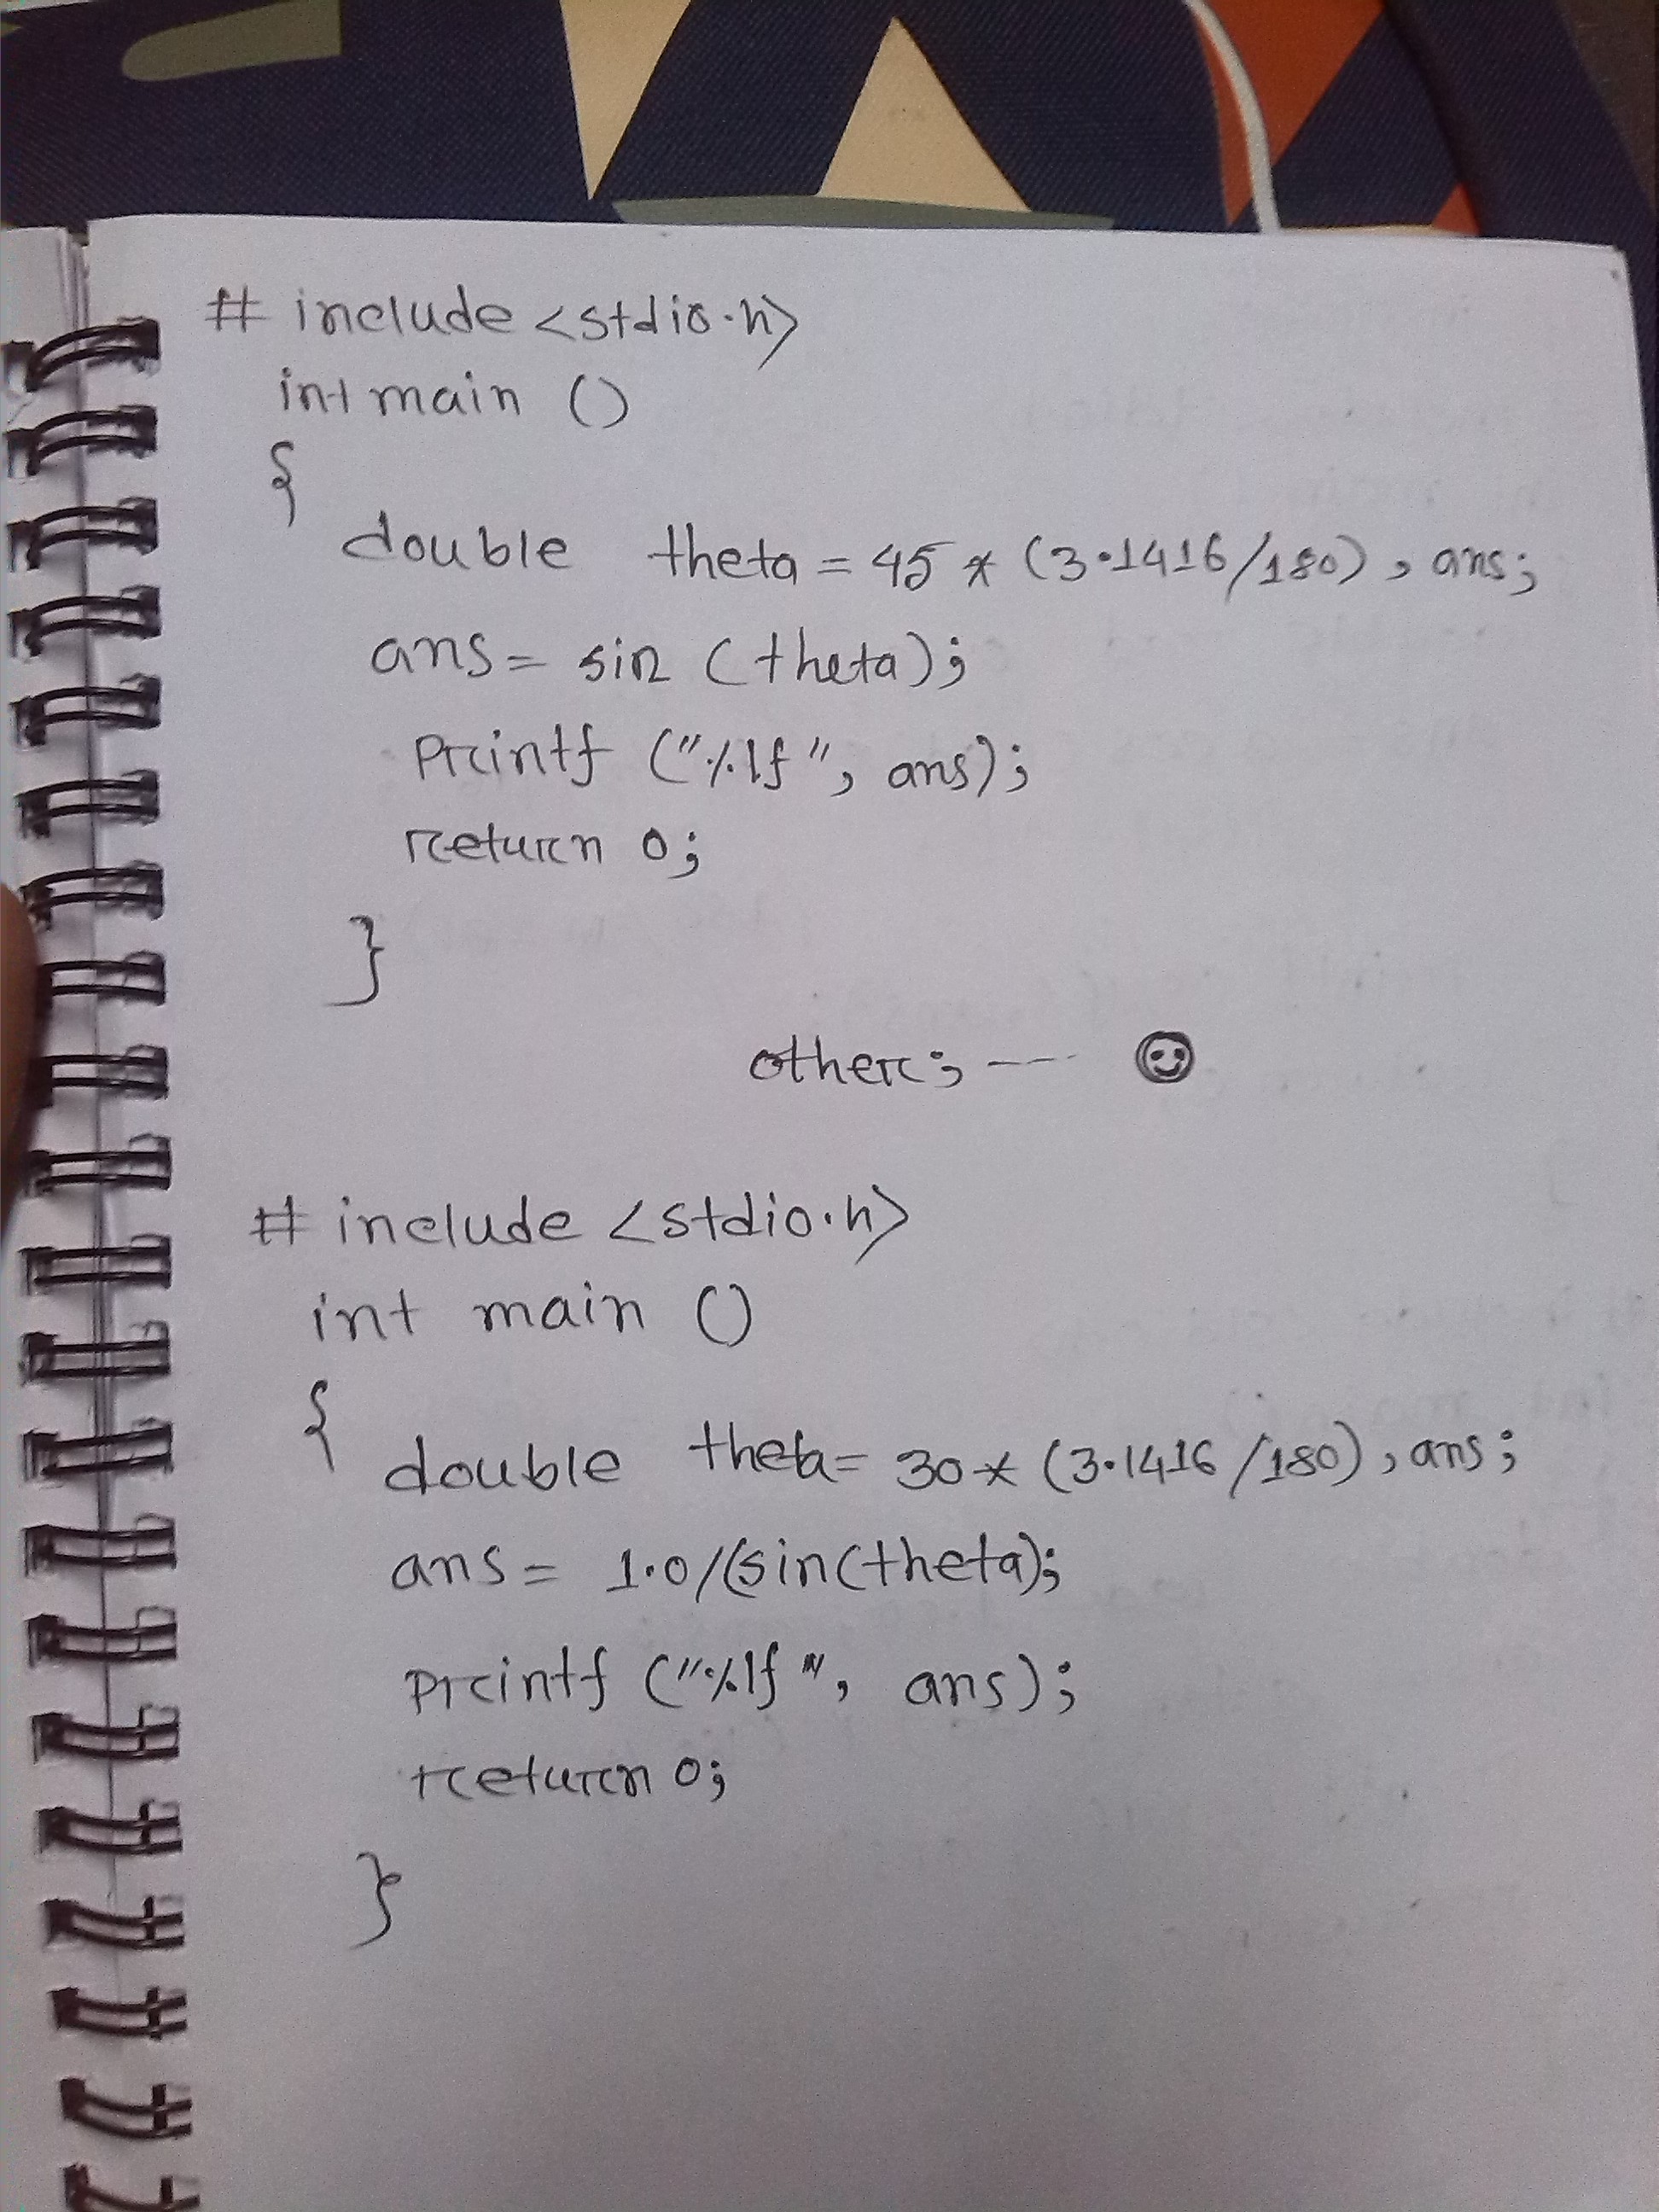 # include <stdio.h>
int main ()
{
double theta = 45 * (3.1416/180), ans;
ans = sin (theta);
Printf ("%lf", ans);
return 0;
}
other; --- ☺
# include <stdio.h>
int main ()
{ double theta= 30* (3.1416/180), ans;
ans = 1.0/(sin(theta);
printf ("%lf", ans);
return 0;
}